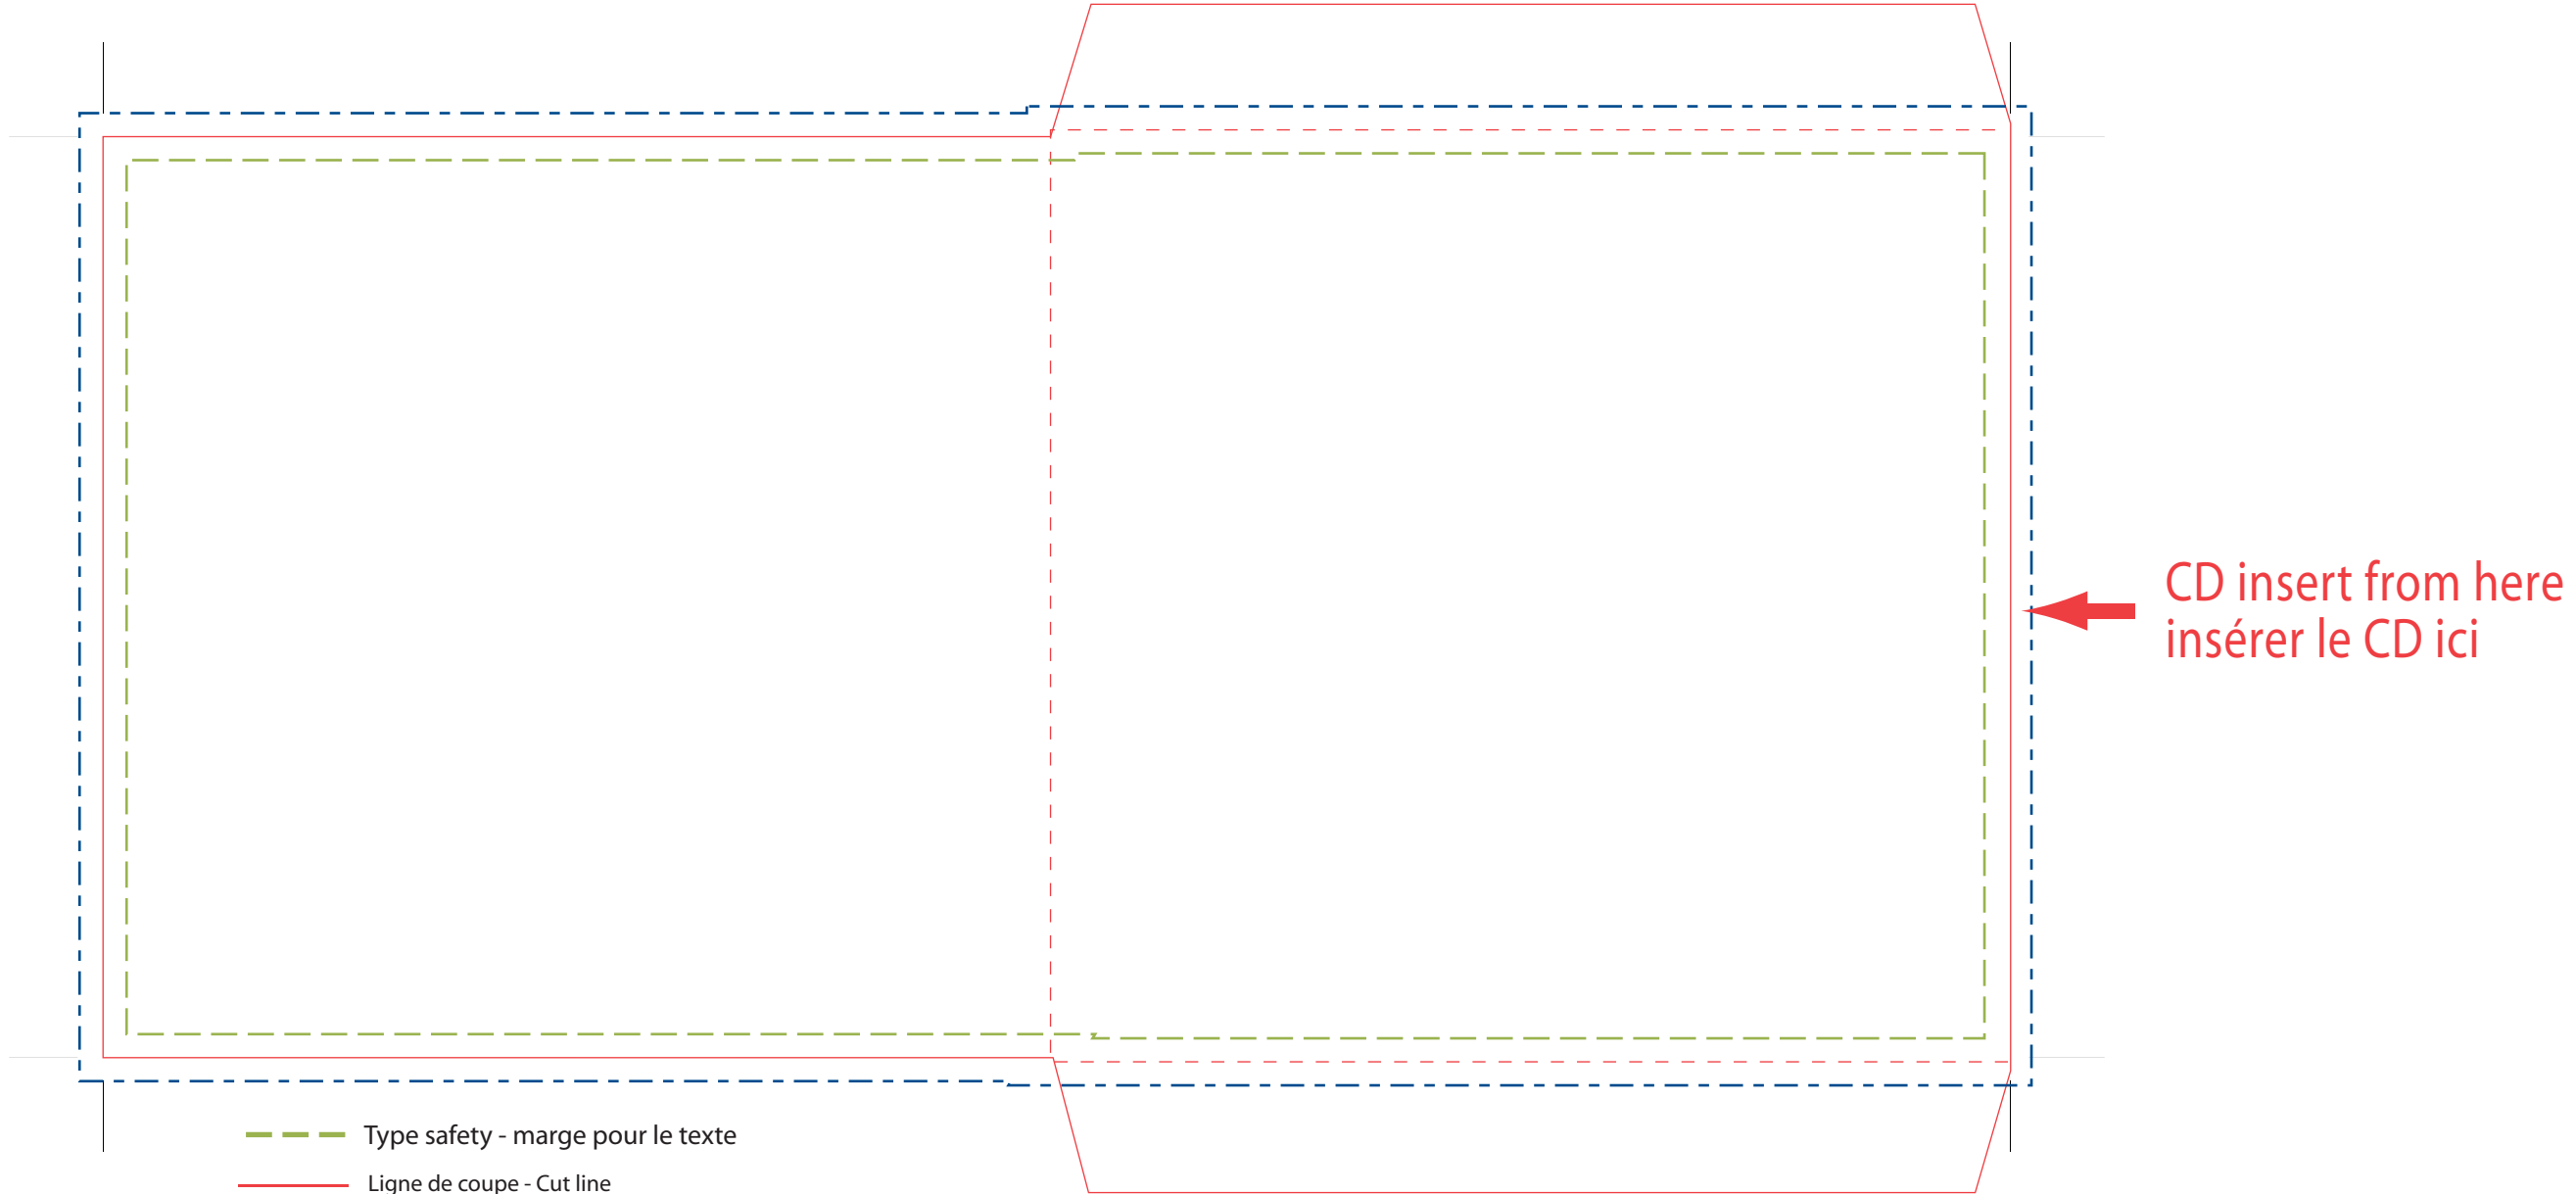 CD insert from here
insérer le CD ici
Type safety - marge pour le texte
Ligne de coupe - Cut line